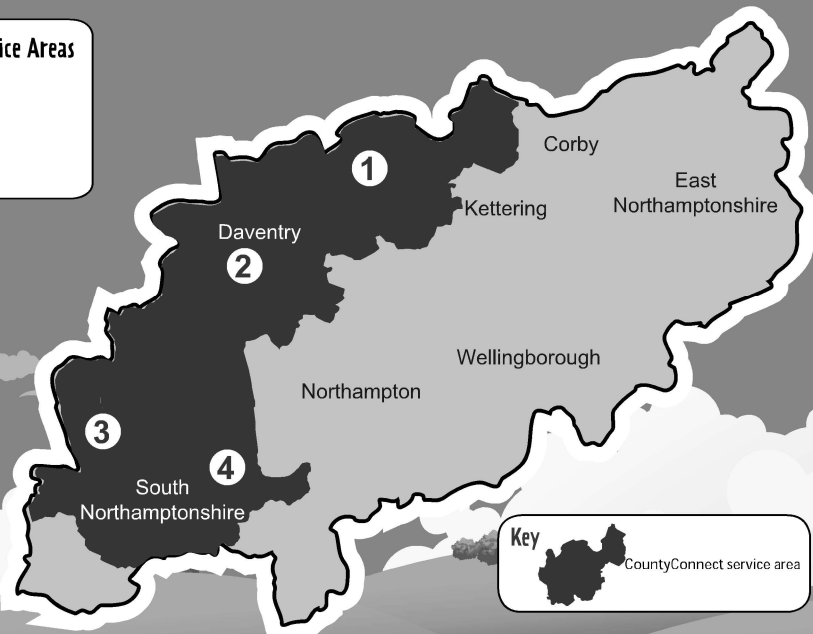 ice Areas
1
Corby
East
Northamptonshire
Kettering
Daventry
2
Wellingborough
Northampton
3
4
South
Northamptonshire
Key
CountyConnect service area